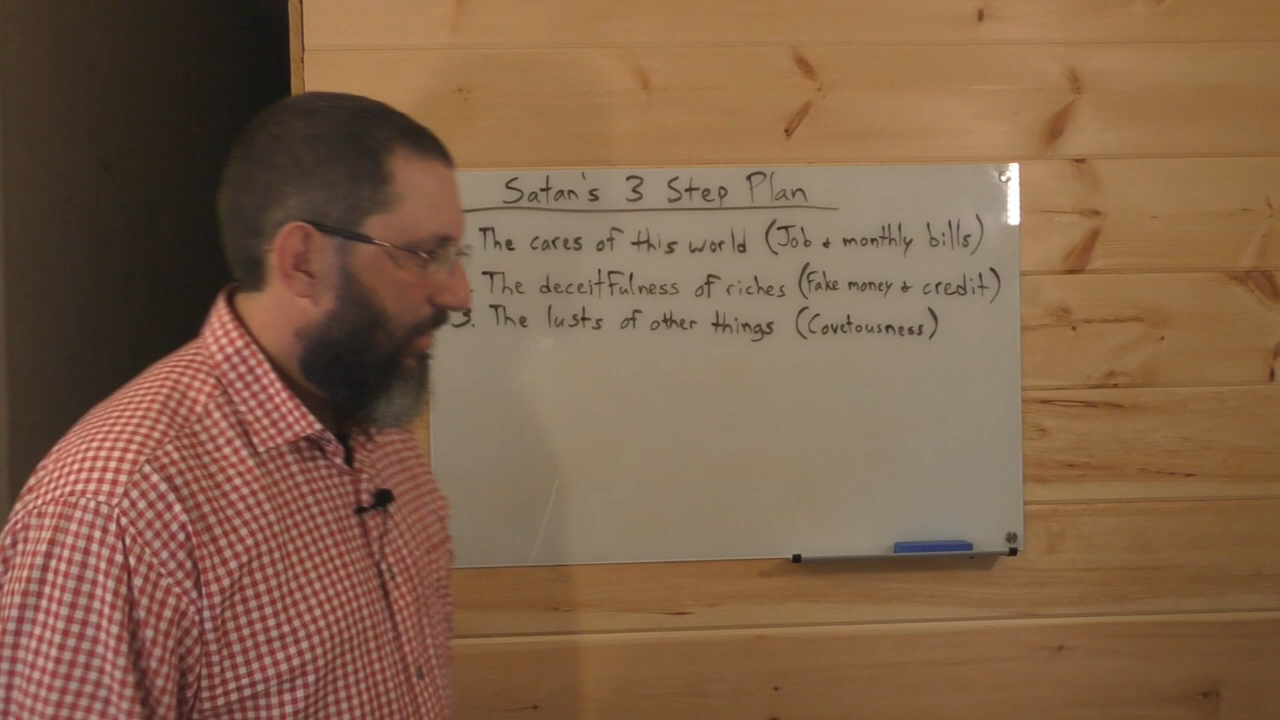 Satan's 3 Step Plan
The cares of this world (Job & monthly bills)
. The deceitfulness of riches (Fake money & credit)
3. The lusts of other things (Covetousness)